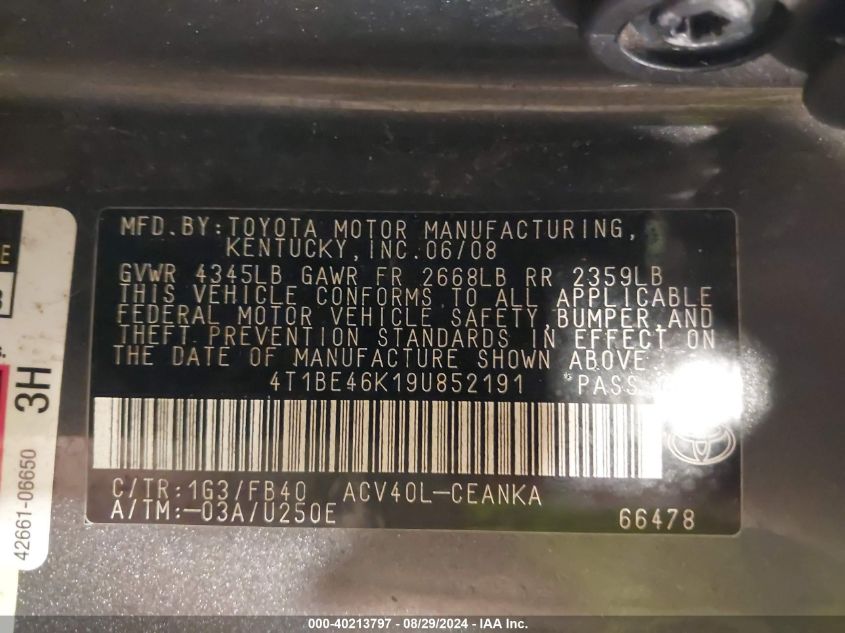 MFD.BY:TOYOTA MOTOR MANUFACTURING,
KENTUCKY,INC.06/08
GVWR 4345LB GAWR FR 2668LB RR 2359LB
THIS VEHICLE CONFORMS TO ALL APPLICABLE
FEDERAL MOTOR VEHICLE SAFETY,BUMPER,AND
THEFT PREVENTION STANDARDS IN EFFECT ON
THE DATE OF MANUFACTURE SHOWN ABOVE.
4T1BE46K19U852191 PASS
C/TR:1G3/FB40 ACV40L-CEANKA
A/TM:-03A/U250E 66478
3H
42661-06650
000-40213797 - 08/29/2024 - IAA Inc.